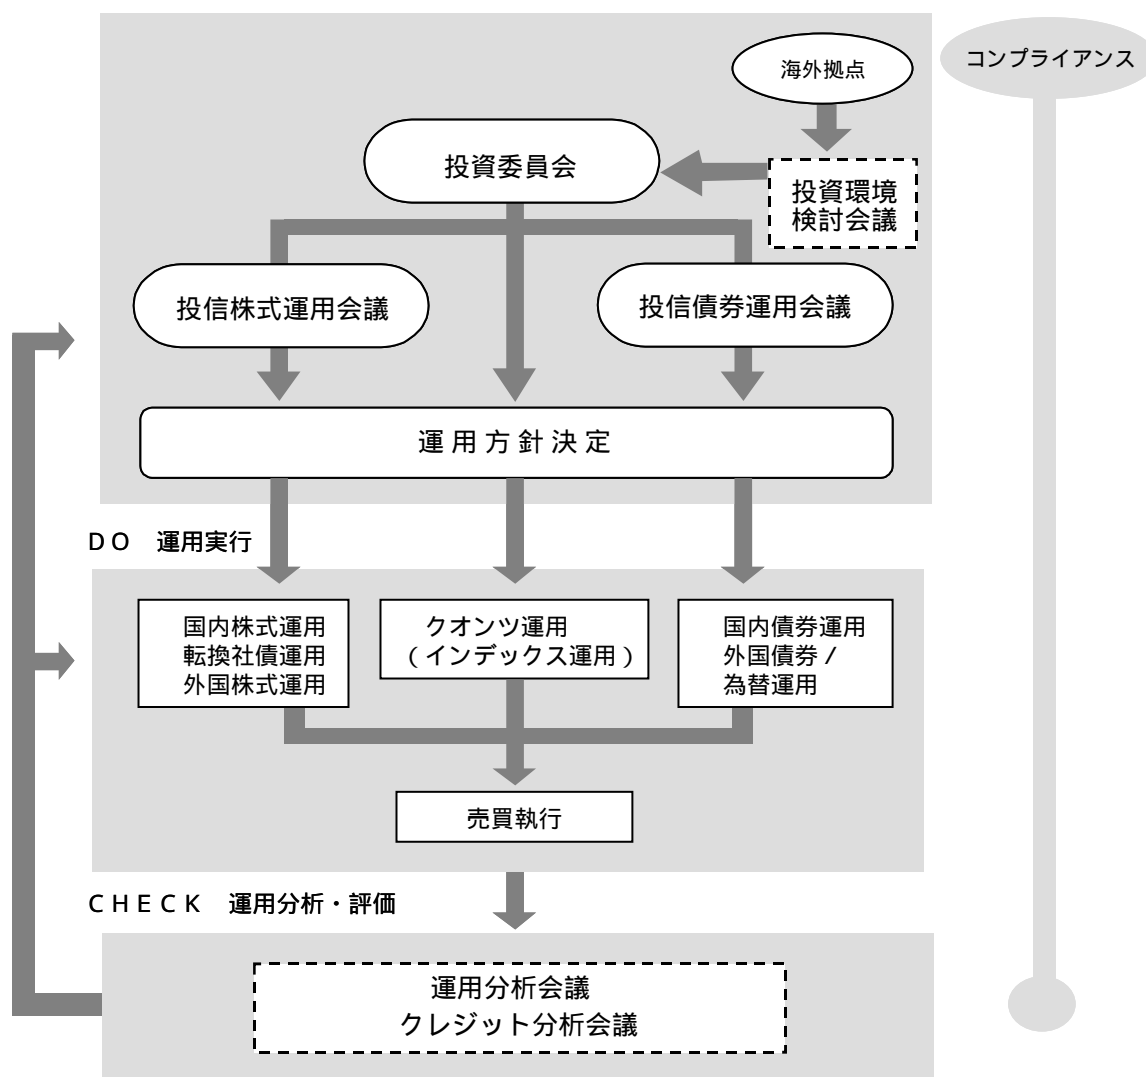 コンプライアンス
海外拠点
投資委員会
投資環境
検討会議
投信株式運用会議
投信債券運用会議
運用方針決定
ＤＯ　運用実行
国内株式運用
転換社債運用
外国株式運用
クオンツ運用
（インデックス運用）
国内債券運用
外国債券／
為替運用
売買執行
ＣＨＥＣＫ　運用分析・評価
運用分析会議
クレジット分析会議